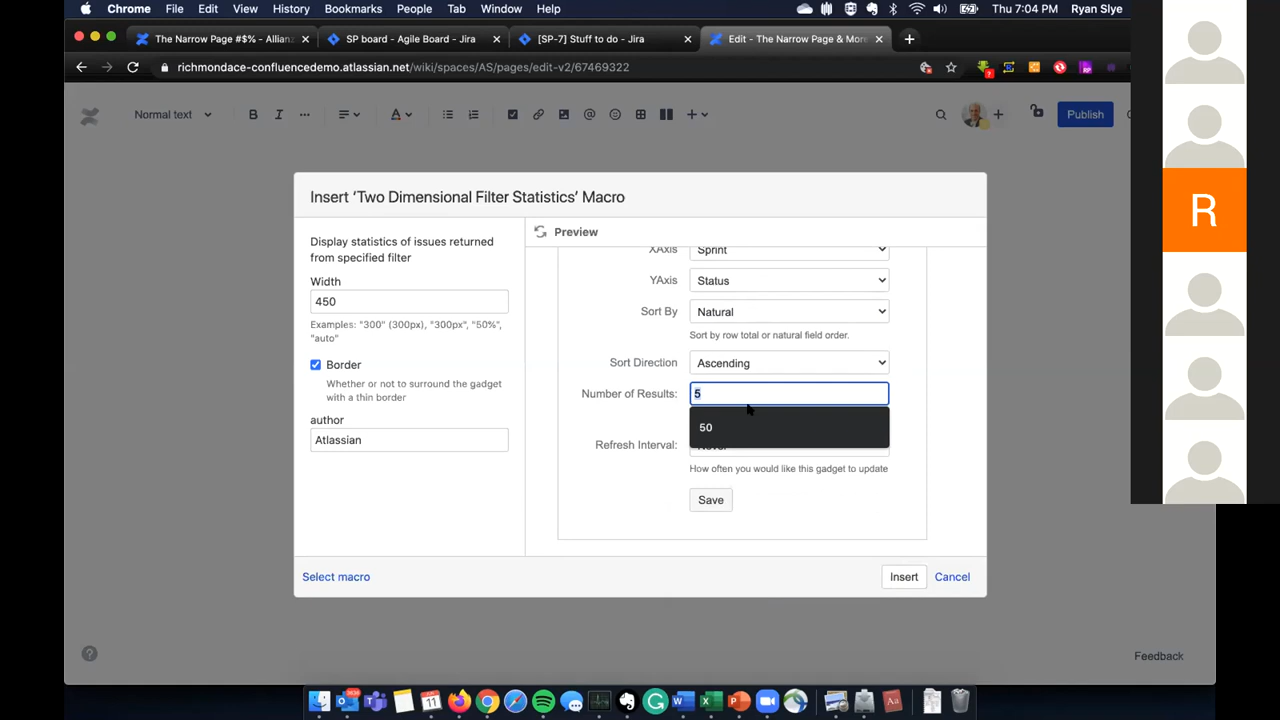 Chrome File Edit View History Bookmarks People Tab Window Help Thu 7:04 PM Ryan Slye
The Narrow Page #$% - Allian
SP board - Agile Board - Jira
[SP-7] Stuff to do - Jira
Edit - The Narrow Page & More
richmondace-confluencedemo.atlassian.net/wiki/spaces/AS/pages/edit-v2/67469322
Normal text
B I
A
Publish
Insert ‘Two Dimensional Filter Statistics’ Macro
Display statistics of issues returned
from specified filter
Width
450
Examples: "300" (300px), "300px", "50%",
"auto"
Border
Whether or not to surround the gadget
with a thin border
author
Atlassian
Preview
XAxis Sprint
YAxis Status
Sort By Natural
Sort by row total or natural field order.
Sort Direction Ascending
Number of Results: 5
50
Refresh Interval:
How often you would like this gadget to update
Save
Select macro
Insert Cancel
Feedback
R